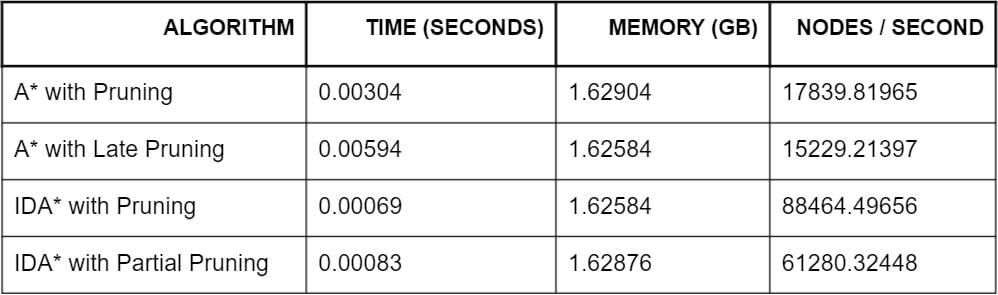 ALGORITHM TIME (SECONDS) MEMORY (GB) NODES / SECOND
A* with Pruning 0.00304 1.62904 17839.81965
A* with Late Pruning 0.00594 1.62584 15229.21397
IDA* with Pruning 0.00069 1.62584 88464.49656
IDA* with Partial Pruning 0.00083 1.62876 61280.32448